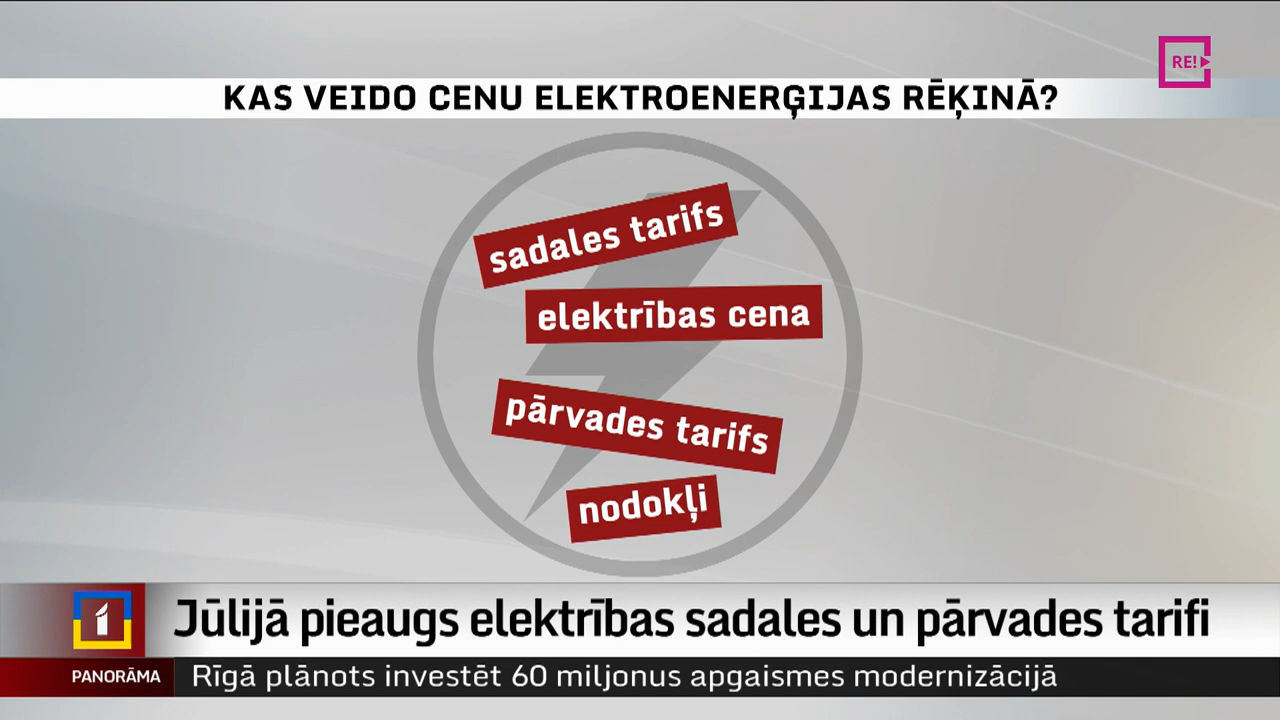 RE!
KAS VEIDO CENU ELEKTROENERĢIJAS RĒĶINĀ?
sadales tarifs
elektrības cena
pārvades tarifs
nodokļi
1
Jūlijā pieaugs elektrības sadales un pārvades tarifi
PANORĀMA
Rīgā plānots investēt 60 miljonus apgaismes modernizācijā